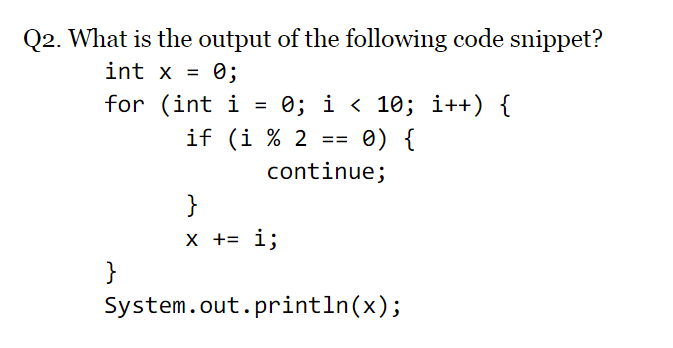 Q2. What is the output of the following code snippet?
int x = 0;
for (int i = 0; i < 10; i++) {
if (i % 2 == 0) {
continue;
}
x += i;
}
System.out.println(x);